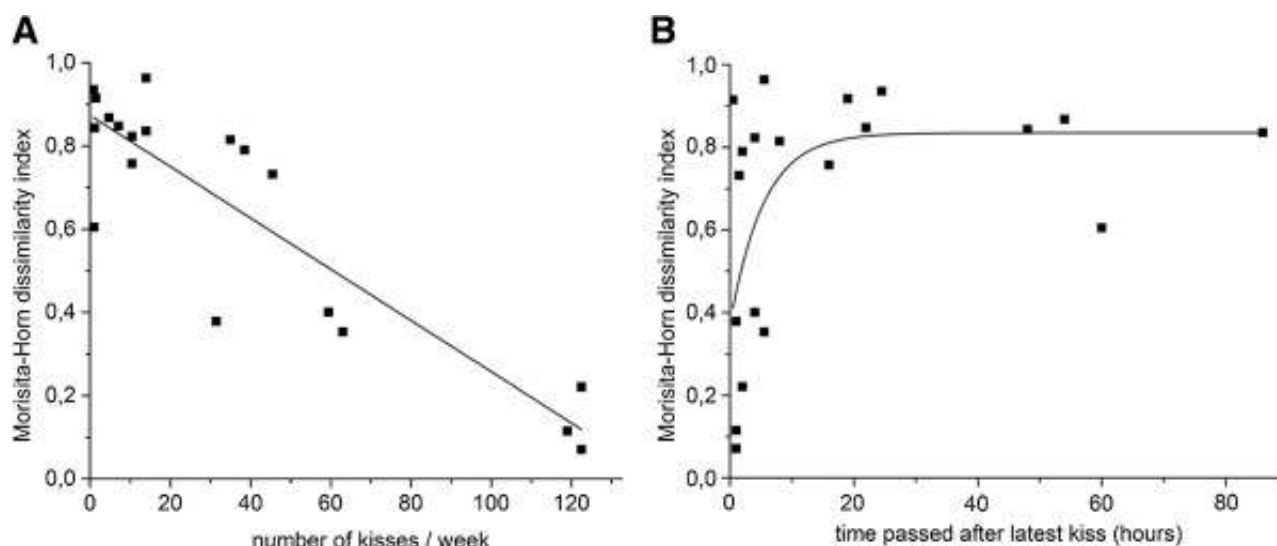 A
B
Morisita-Horn dissimilarity index
1,0
0,8
0,6
0,4
0,2
0,0
0 20 40 60 80 100 120
number of kisses / week
Morisita-Horn dissimilarity index
1,0
0,8
0,6
0,4
0,2
0,0
0 20 40 60 80
time passed after latest kiss (hours)